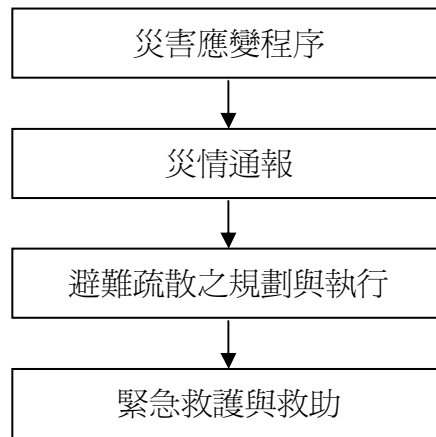 災害應變程序
災情通報
避難疏散之規劃與執行
緊急救護與救助